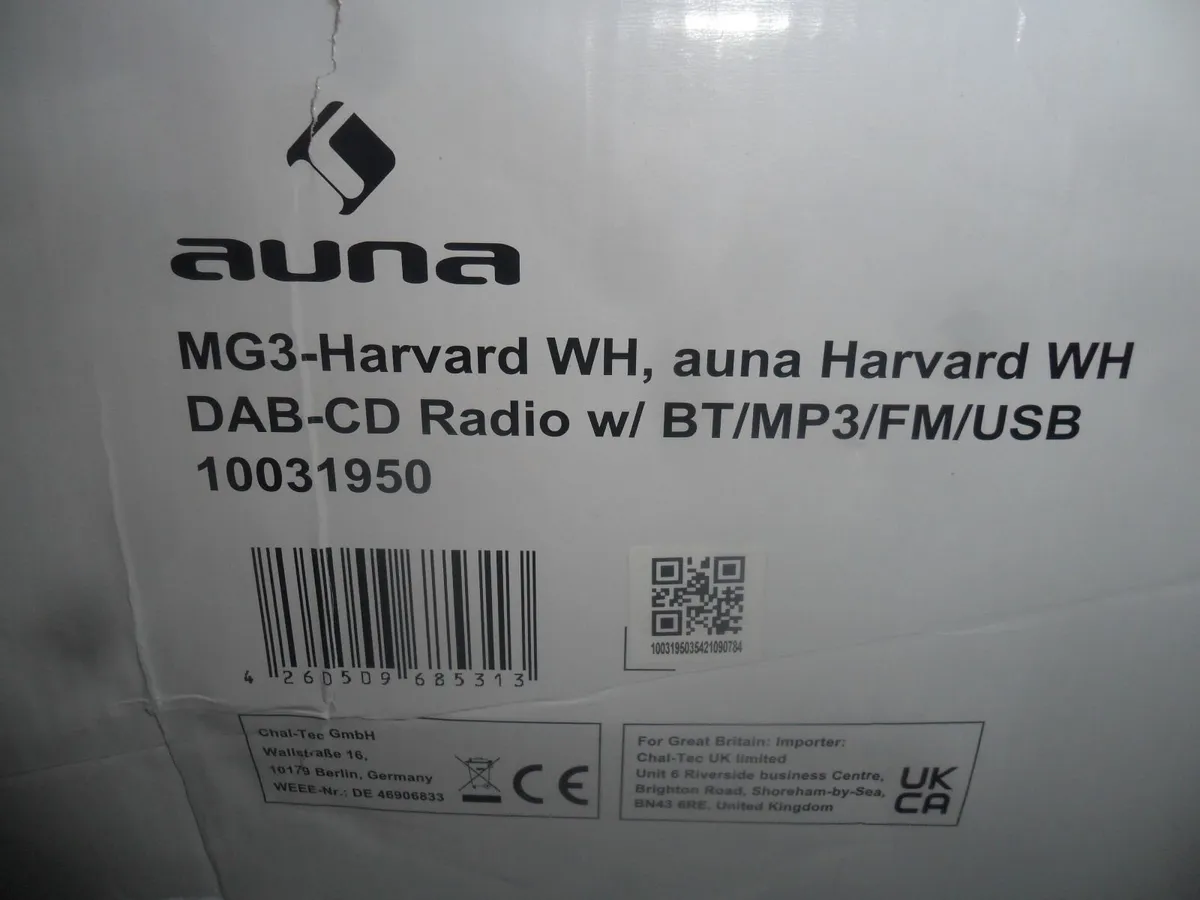 auna
MG3-Harvard WH, auna Harvard WH
DAB-CD Radio w/ BT/MP3/FM/USB
10031950
4 260509 685313
1003195035421090784
Chal-Tec GmbH
Wallstraße 16,
10179 Berlin, Germany
WEEE-Nr.: DE 46906833
CE
For Great Britain: Importer:
Chal-Tec UK limited
Unit 6 Riverside business Centre,
Brighton Road, Shoreham-by-Sea,
BN43 6RE, United Kingdom
UK
CA